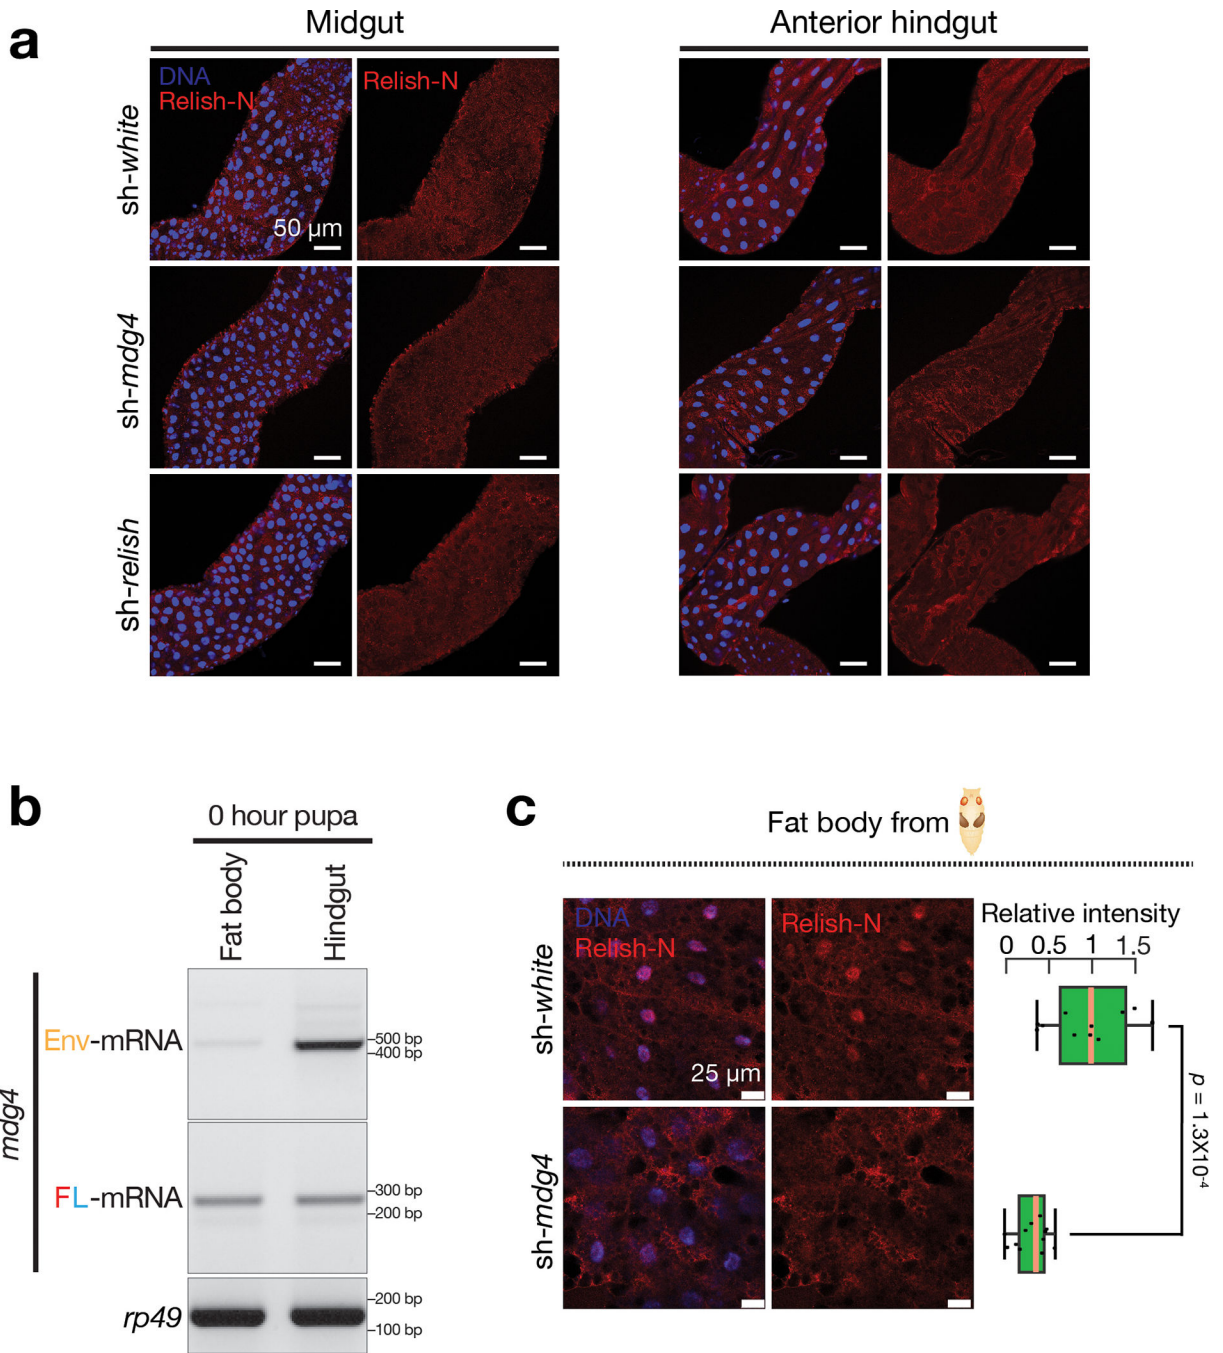 a
Midgut
Anterior hindgut
DNA
Relish-N
Relish-N
sh-white
50 µm
sh-mdg4
sh-relish
b
0 hour pupa
Fat body
Hindgut
mdg4
Env-mRNA
500 bp
400 bp
FL-mRNA
300 bp
200 bp
rp49
200 bp
100 bp
c
Fat body from
DNA
Relish-N
Relish-N
Relative intensity
0 0.5 1 1.5
sh-white
25 µm
sh-mdg4
p = 1.3X10-4